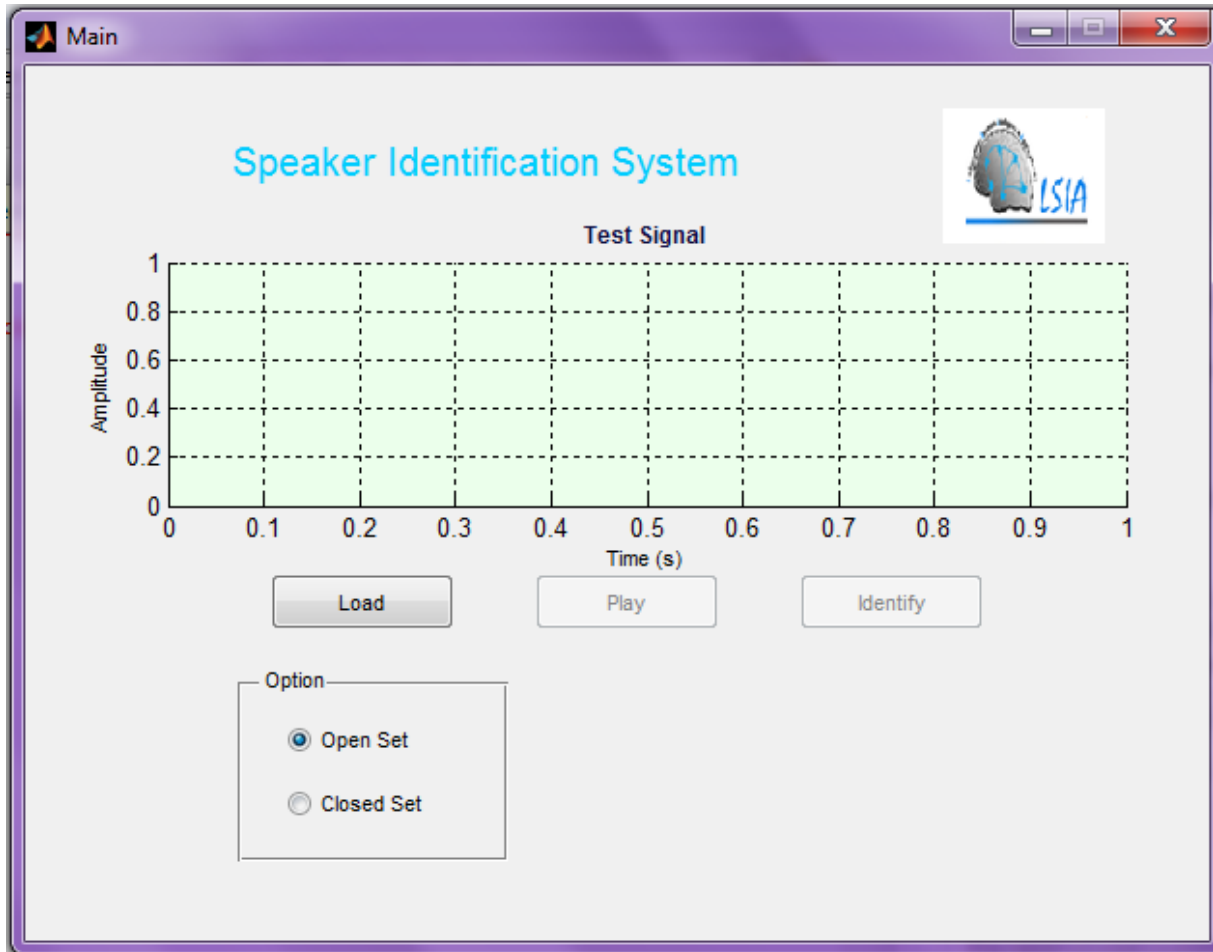 Main
Speaker Identification System
LSIA
Test Signal
1
0.8
0.6
0.4
0.2
0
Amplitude
0 0.1 0.2 0.3 0.4 0.5 0.6 0.7 0.8 0.9 1
Time (s)
Load Play Identify
Option
Open Set
Closed Set